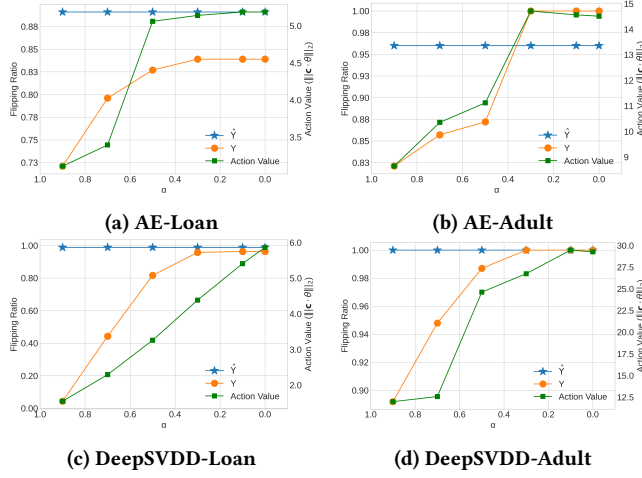 0.88
0.85
0.83
0.80
0.78
0.75
0.73
Flipping Ratio
1.0 0.8 0.6 0.4 0.2 0.0
α
5.0
4.5
4.0
3.5
Action Value (||c · θ||₂)
Ŷ
Y
Action Value
(a) AE-Loan
1.00
0.98
0.95
0.93
0.90
0.88
0.85
0.83
Flipping Ratio
1.0 0.8 0.6 0.4 0.2 0.0
α
15
14
13
12
11
10
9
Action Value (||c · θ||₂)
Ŷ
Y
Action Value
(b) AE-Adult
1.00
0.80
0.60
0.40
0.20
0.00
Flipping Ratio
1.0 0.8 0.6 0.4 0.2 0.0
α
6.0
5.0
4.0
3.0
2.0
Action Value (||c · θ||₂)
Ŷ
Y
Action Value
(c) DeepSVDD-Loan
1.00
0.98
0.96
0.94
0.92
0.90
Flipping Ratio
1.0 0.8 0.6 0.4 0.2 0.0
α
30.0
27.5
25.0
22.5
20.0
17.5
15.0
12.5
Action Value (||c · θ||₂)
Ŷ
Y
Action Value
(d) DeepSVDD-Adult